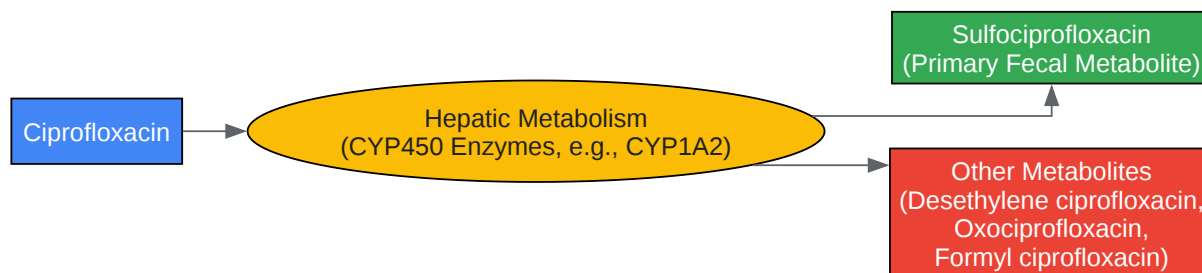 Ciprofloxacin
Hepatic Metabolism
(CYP450 Enzymes, e.g., CYP1A2)
Sulfociprofloxacin
(Primary Fecal Metabolite)
Other Metabolites
(Desethylene ciprofloxacin,
Oxociprofloxacin,
Formyl ciprofloxacin)